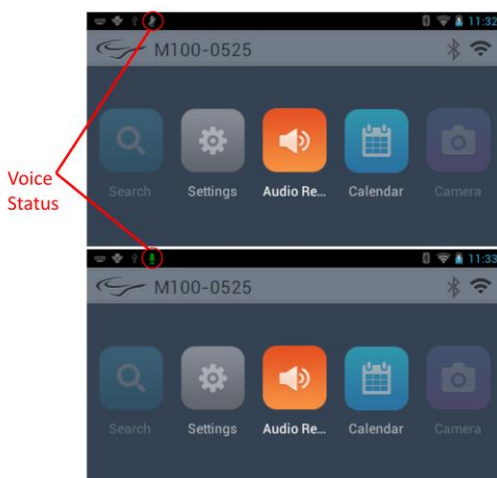 11:32
M100-0525
Search Settings Audio Re... Calendar Camera
Voice
Status
11:33
M100-0525
Search Settings Audio Re... Calendar Camera